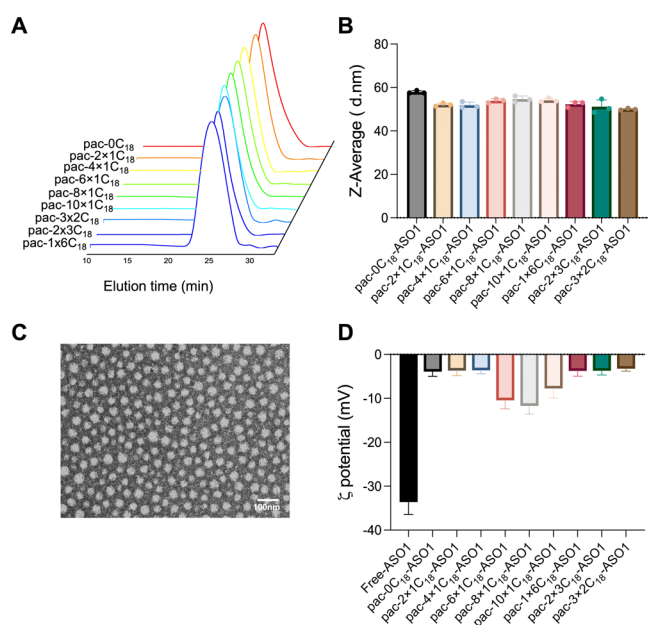 A
pac-0C18
pac-2×1C18
pac-4×1C18
pac-6×1C18
pac-8×1C18
pac-10×1C18
pac-3x2C18
pac-2x3C18
pac-1x6C18
10 15 20 25 30
Elution time (min)
B
Z-Average ( d.nm)
80
60
40
20
0
pac-0C18-ASO1
pac-2×1C18-ASO1
pac-4×1C18-ASO1
pac-6×1C18-ASO1
pac-8×1C18-ASO1
pac-10×1C18-ASO1
pac-1×6C18-ASO1
pac-2×3C18-ASO1
pac-3×2C18-ASO1
C
100nm
D
ζ potential (mV)
0
-10
-20
-30
-40
Free-ASO1
pac-0C18-ASO1
pac-2×1C18-ASO1
pac-4×1C18-ASO1
pac-6×1C18-ASO1
pac-8×1C18-ASO1
pac-10×1C18-ASO1
pac-1×6C18-ASO1
pac-2×3C18-ASO1
pac-3×2C18-ASO1